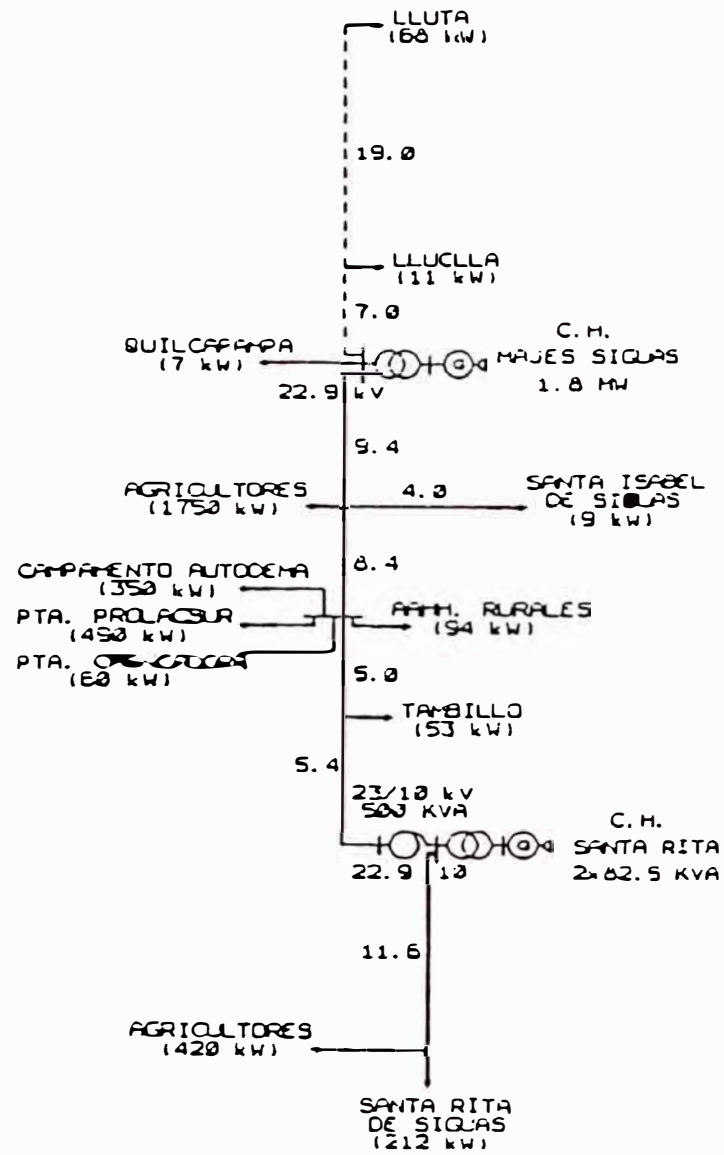 LLUTA
(68 kW)
19.0
LLUCLLA
(11 kW)
7.0
QUILCAPAMPA
(7 kW)
C. H.
MAJES SIGUAS
1.8 MW
22.9 kV
9.4
AGRICULTORES
(1750 kW)
4.0
SANTA ISABEL
DE SIGUAS
(9 kW)
8.4
CAMPAMENTO AUTODEMA
(350 kW)
PTA. PROLACSUR
(490 kW)
AAHH. RURALES
(94 kW)
PTA.
(60 kW)
5.0
TAMBILLO
(53 kW)
5.4
23/10 kV
500 KVA
C. H.
SANTA RITA
2x82.5 KVA
22.9
10
11.6
AGRICULTORES
(420 kW)
SANTA RITA
DE SIGUAS
(212 kW)